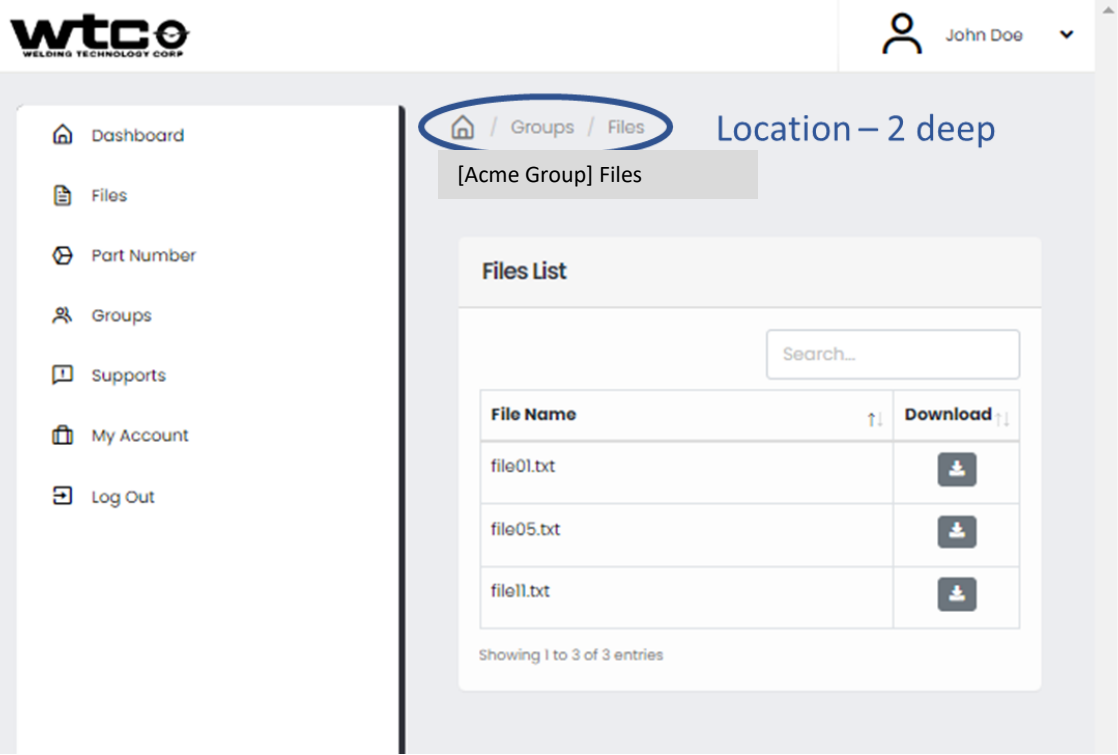 wtco
WELDING TECHNOLOGY CORP
John Doe
Dashboard
Files
Part Number
Groups
Supports
My Account
Log Out
/ Groups / Files
Location – 2 deep
[Acme Group] Files
Files List
Search...
File Name
Download
file01.txt
file05.txt
file11.txt
Showing 1 to 3 of 3 entries